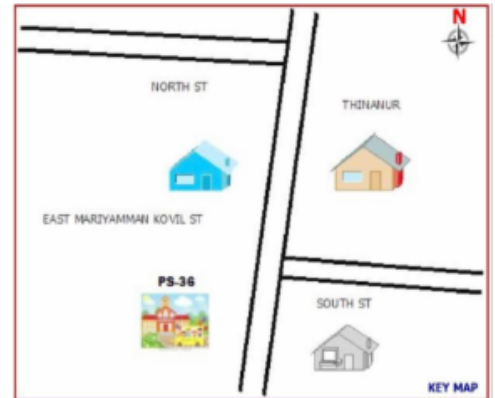 N
NORTH ST
THINANUR
EAST MARIYAMMAN KOVIL ST
PS-36
SOUTH ST
KEY MAP